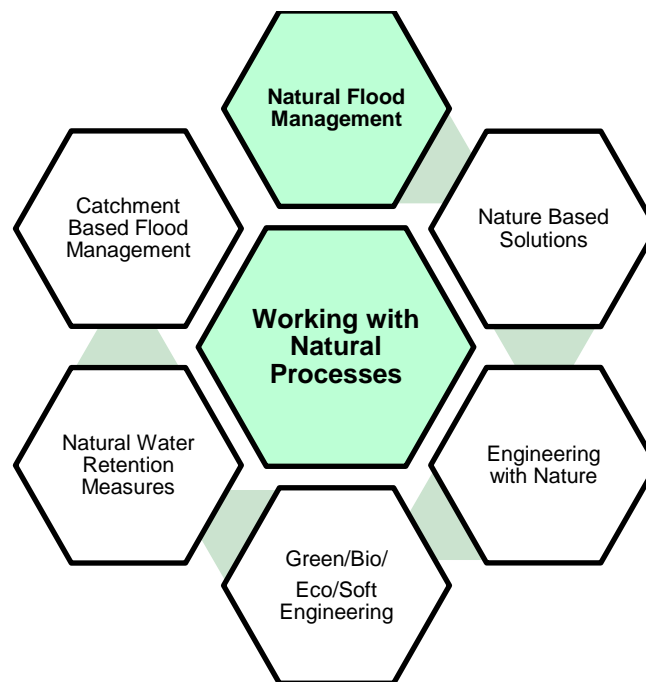 Natural Flood
Management
Catchment
Based Flood
Management
Nature Based
Solutions
Working with
Natural
Processes
Natural Water
Retention
Measures
Engineering
with Nature
Green/Bio/
Eco/Soft
Engineering